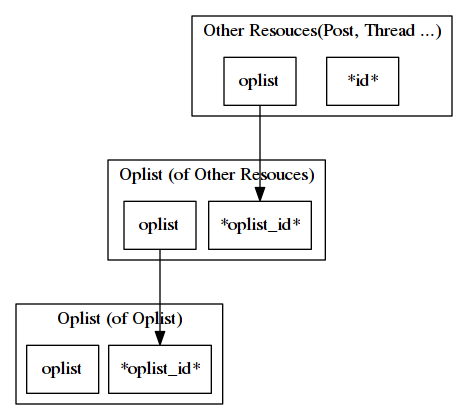 Other Resouces(Post, Thread ...)
oplist
*id*
Oplist (of Other Resouces)
oplist
*oplist_id*
Oplist (of Oplist)
oplist
*oplist_id*